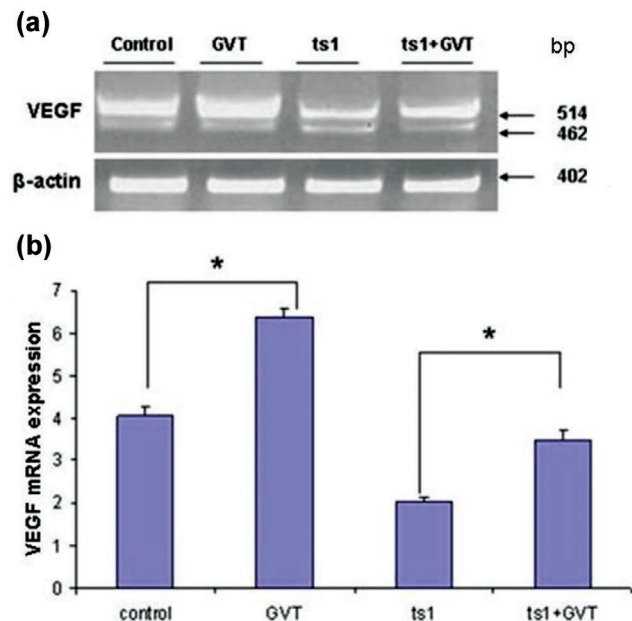 (a)
Control GVT ts1 ts1+GVT bp
VEGF
514
462
β-actin
402
(b)
*
*
VEGF mRNA expression
7
6
5
4
3
2
1
0
control GVT ts1 ts1+GVT